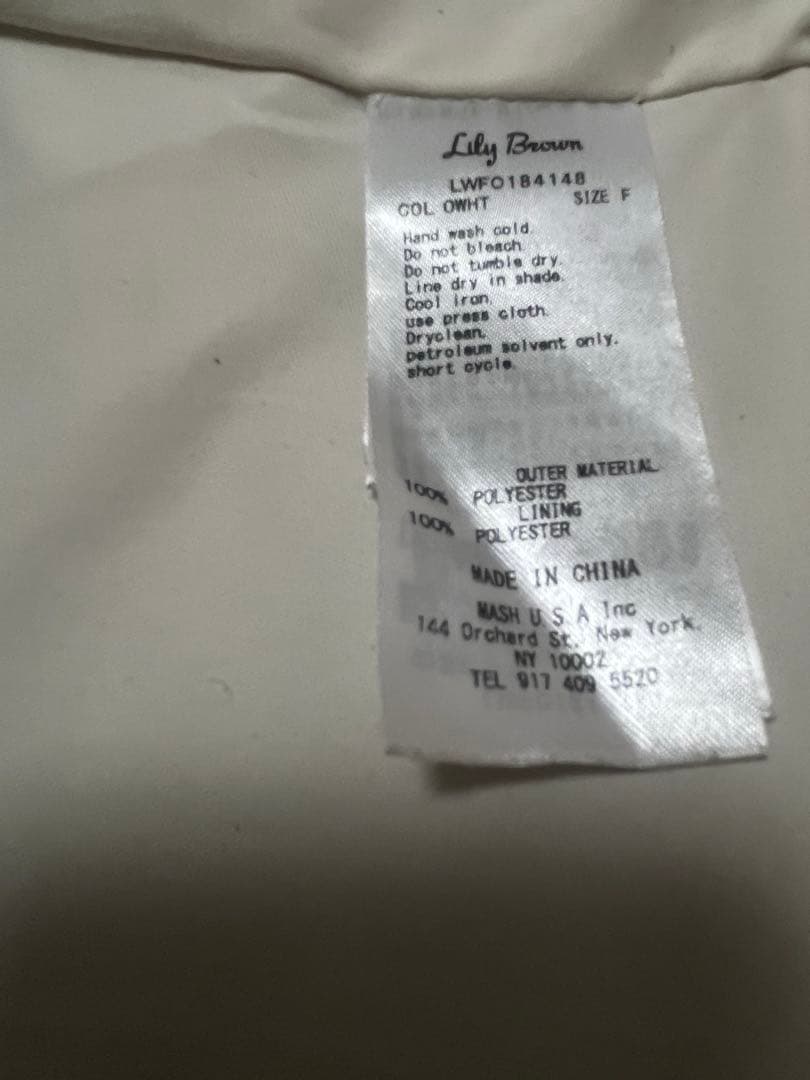 Lily Brown
LWFO184148
COL OWHT SIZE F
Hand wash cold.
Do not bleach.
Do not tumble dry.
Line dry in shade.
Cool iron.
use press cloth.
Dryclean.
petroleum solvent only.
short cycle.
OUTER MATERIAL
100% POLYESTER
LINING
100% POLYESTER
MADE IN CHINA
MASH U S A Inc
144 Orchard St. New York.
NY 10002
TEL 917 409 5520